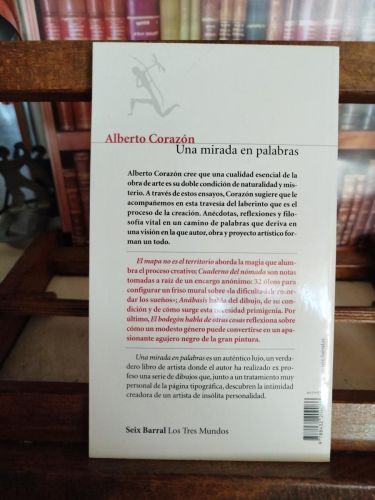 Alberto Corazón
Una mirada en palabras
Alberto Corazón cree que una cualidad esencial de la
obra de arte es su doble condición de naturalidad y mis-
terio. A través de estos ensayos, Corazón sugiere que le
acompañemos en esta travesía del laberinto que es el
proceso de la creación. Anécdotas, reflexiones y filo-
sofía vital en un camino de palabras que deriva en
una visión en la que autor, obra y proyecto artístico for-
man un todo.
El mapa no es el territorio aborda la magia que alum-
bra el proceso creativo; Cuaderno del nómada son notas
tomadas a raíz de un encargo anónimo: 32 óleos para
configurar un friso mural sobre «la dificultad de recor-
dar los sueños»; Anábasis habla del dibujo, de su con-
dición y de cómo surge esta necesidad primigenia. Por
último, El bodegón habla de otras cosas reflexiona sobre
cómo un modesto género puede convertirse en un apa-
sionante agujero negro de la gran pintura.
Una mirada en palabras es un auténtico lujo, un verda-
dero libro de artista donde el autor ha realizado ex pro-
feso una serie de dibujos que, junto a un tratamiento muy
personal de la página tipográfica, descubren la intimidad
creadora de un artista de insólita personalidad.
Seix Barral Los Tres Mundos